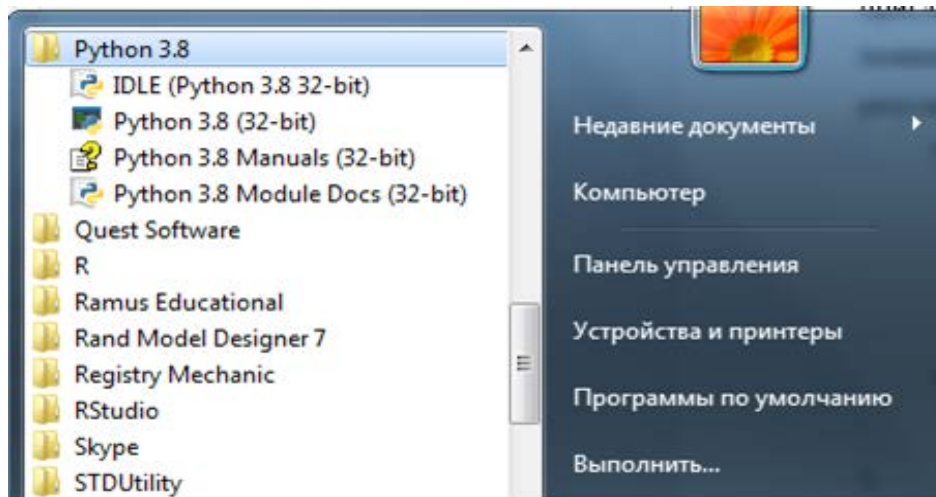 Python 3.8
IDLE (Python 3.8 32-bit)
Python 3.8 (32-bit)
Python 3.8 Manuals (32-bit)
Python 3.8 Module Docs (32-bit)
Quest Software
R
Ramus Educational
Rand Model Designer 7
Registry Mechanic
RStudio
Skype
STDUtility
Недавние документы
Компьютер
Панель управления
Устройства и принтеры
Программы по умолчанию
Выполнить...